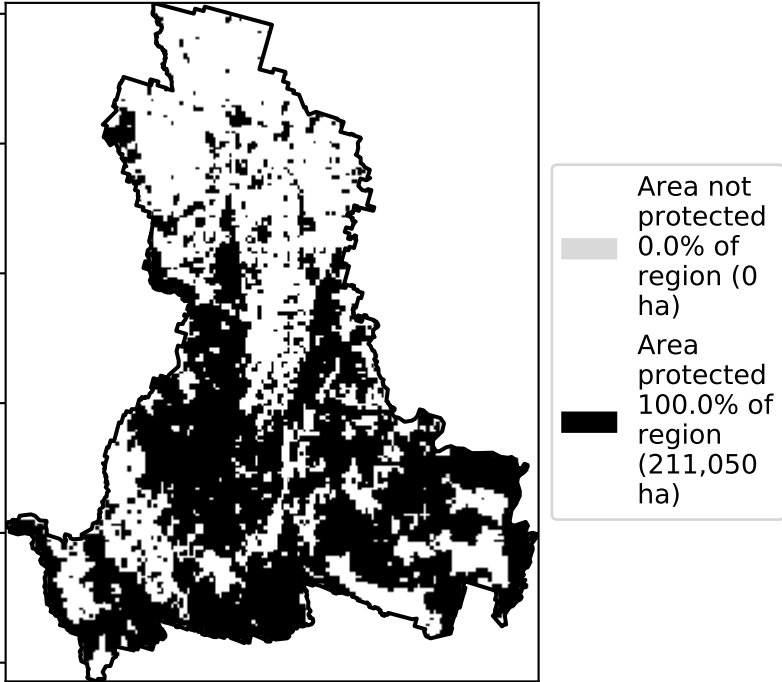 Area not
protected
0.0% of
region (0
ha)
Area
protected
100.0% of
region
(211,050
ha)